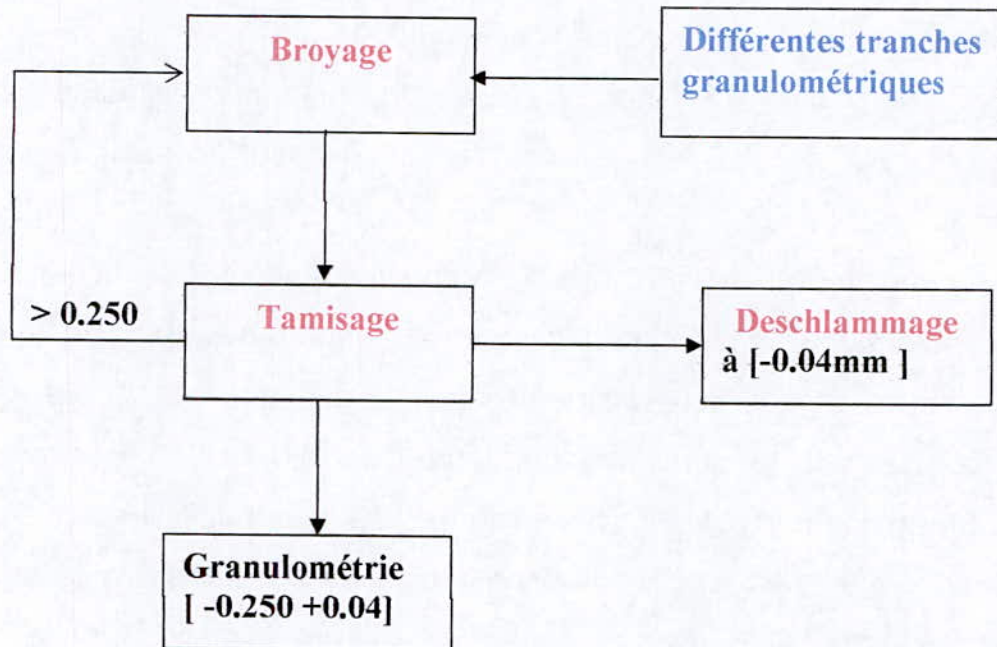 Broyage
Différentes tranches
granulométriques
> 0.250
Tamisage
Deschlammage
à [-0.04mm ]
Granulométrie
[ -0.250 +0.04]